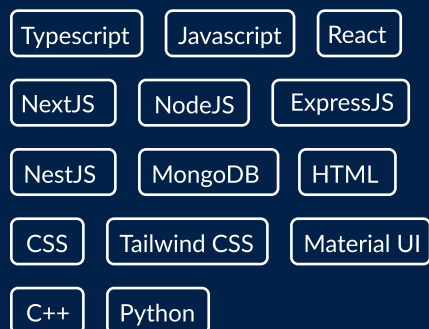 Typescript Javascript React
NextJS NodeJS ExpressJS
NestJS MongoDB HTML
CSS Tailwind CSS Material UI
C++ Python